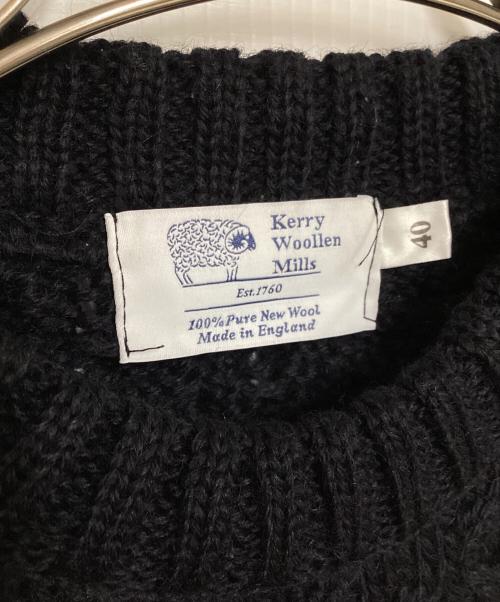 Kerry
Woollen
Mills
Est.1760
100%Pure New Wool
Made in England
40